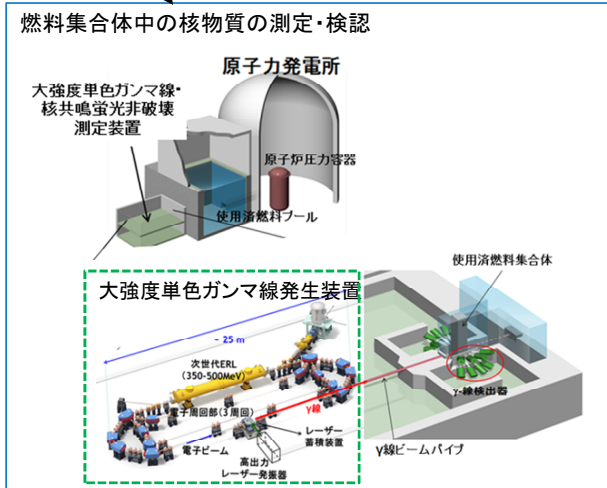 燃料集合体中の核物質の測定・検認
原子力発電所
大強度単色ガンマ線・
核共鳴蛍光非破壊
測定装置
原子炉圧力容器
使用済燃料プール
使用済燃料集合体
大強度単色ガンマ線発生装置
~ 25 m
次世代ERL
(350-500MeV)
電子周回部(3周回)
γ線
γ-線検出器
レーザー
蓄積装置
電子ビーム
高出力
レーザー発振器
γ線ビームパイプ